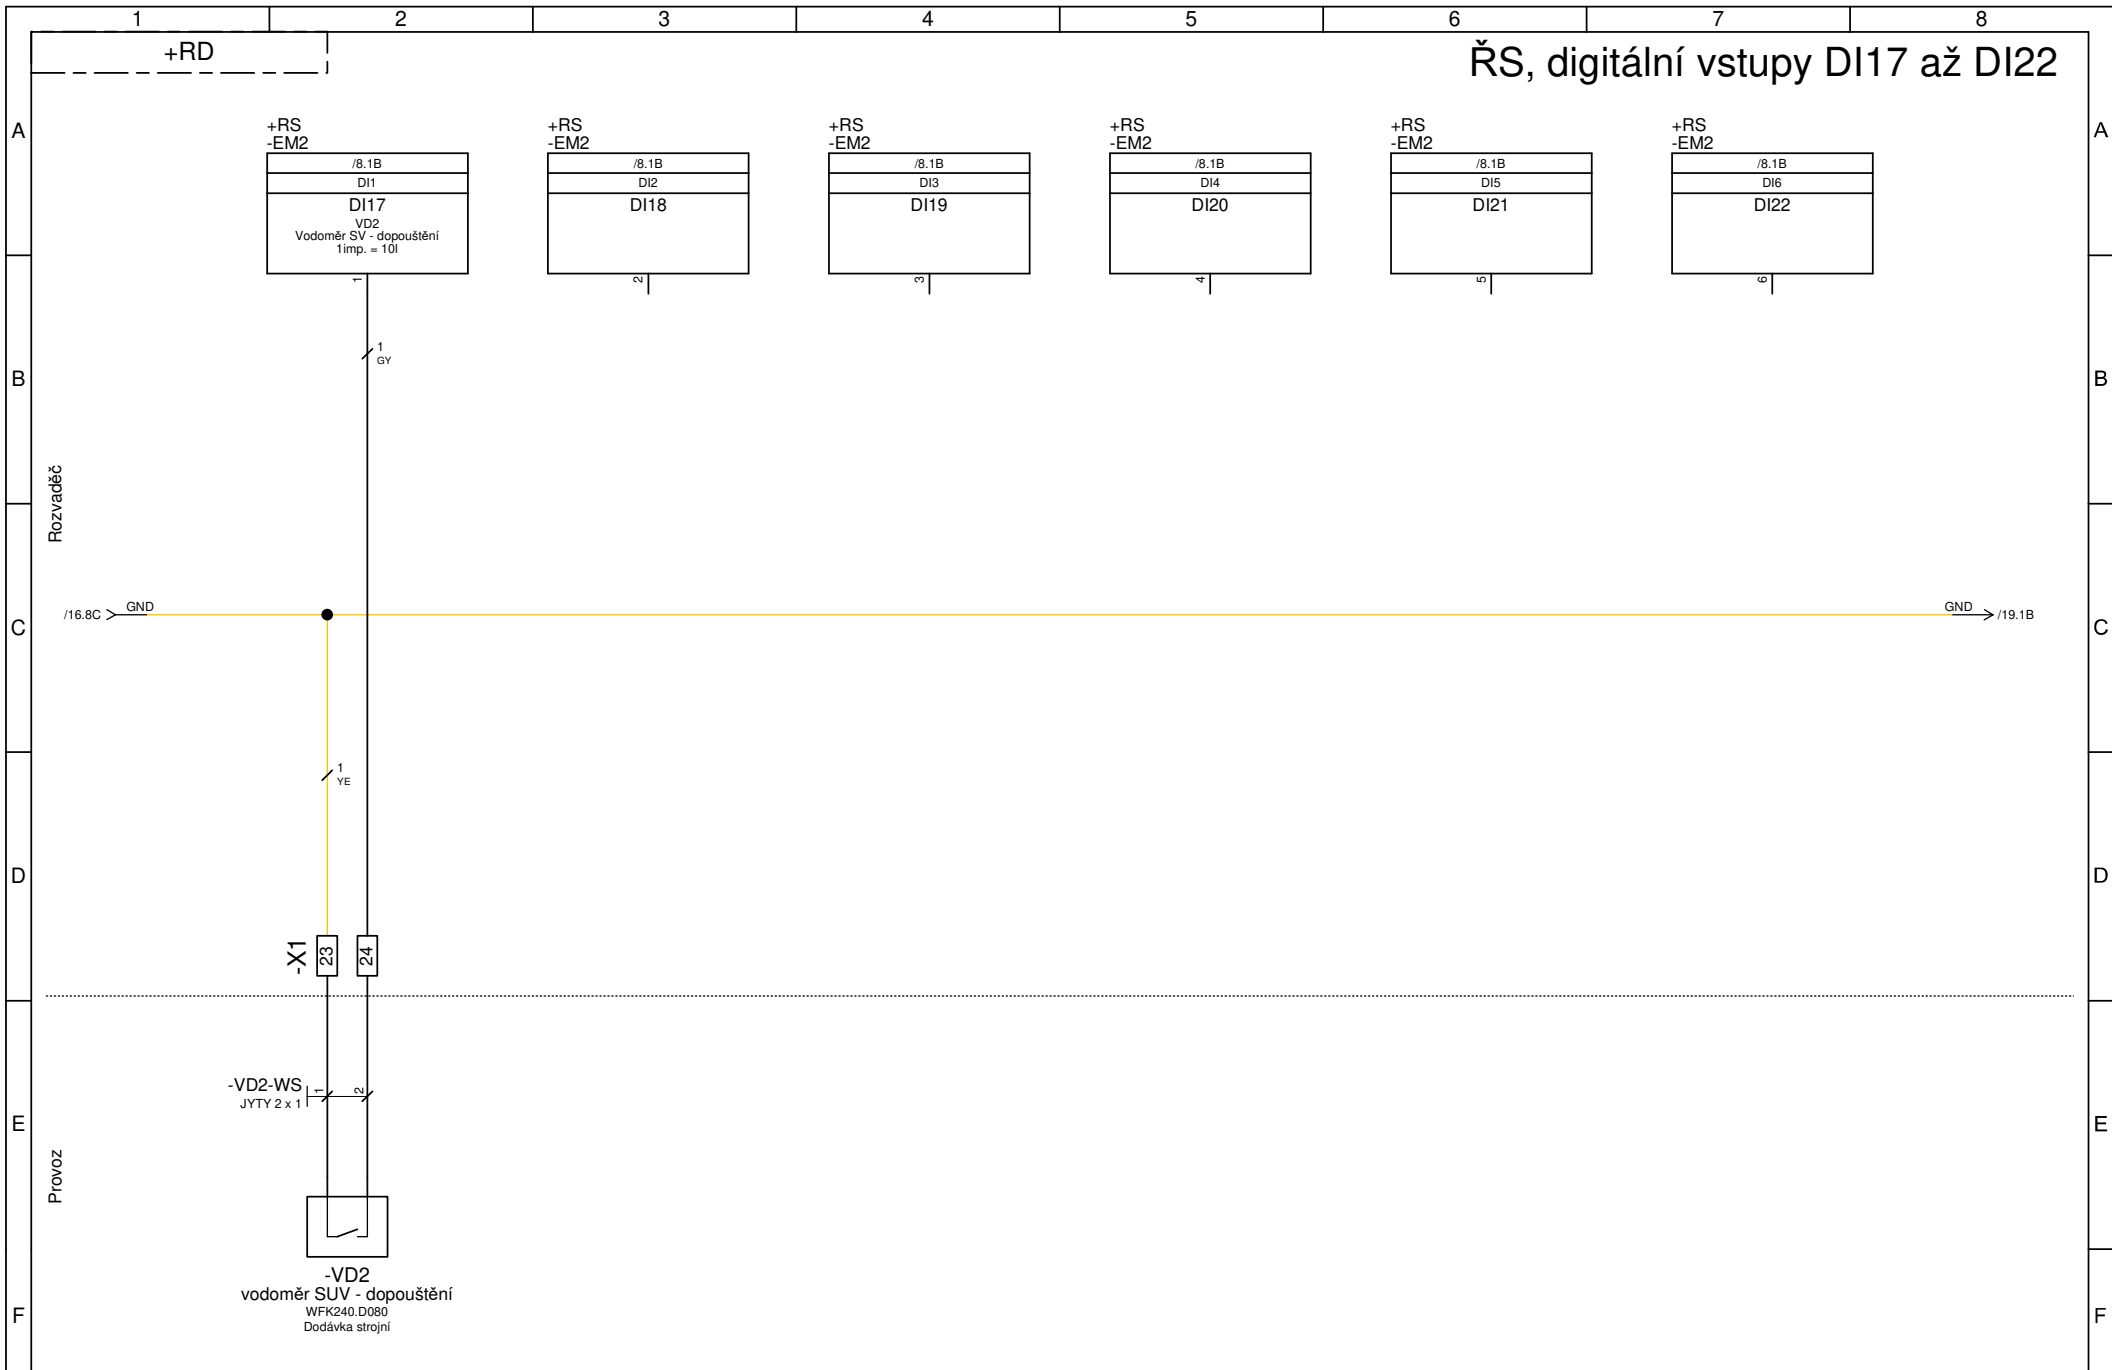 1 2 3 4 5 6 7 8
+RD
ŘS, digitální vstupy DI17 až DI22
A A
+RS +RS +RS +RS +RS +RS
-EM2 -EM2 -EM2 -EM2 -EM2 -EM2
/8.1B /8.1B /8.1B /8.1B /8.1B /8.1B
DI1 DI2 DI3 DI4 DI5 DI6
DI17 DI18 DI19 DI20 DI21 DI22
VD2
Vodoměr SV - dopouštění
1imp. = 10l
1 2 3 4 5 6
1
GY
B B
Rozvaděč
/16.8C GND GND /19.1B
C C
1
YE
D D
-X1 23 24
-VD2-WS 1 2
JYTY 2 x 1
E E
Provoz
-VD2
vodoměr SUV - dopouštění
WFK240.D080
Dodávka strojní
F F